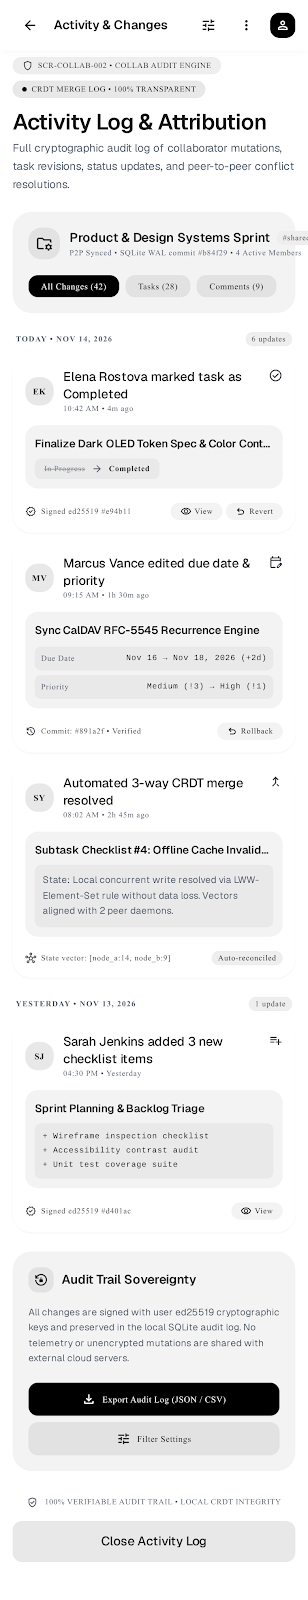 Activity & Changes
SCR-COLLAB-002 • COLLAB AUDIT ENGINE
CRDT MERGE LOG • 100% TRANSPARENT
Activity Log & Attribution
Full cryptographic audit log of collaborator mutations,
task revisions, status updates, and peer-to-peer conflict
resolutions.
Product & Design Systems Sprint #shared
P2P Synced • SQLite WAL commit #b84f29 • 4 Active Members
All Changes (42) Tasks (28) Comments (9)
TODAY • NOV 14, 2026 6 updates
EK
Elena Rostova marked task as
Completed
10:42 AM • 4m ago
Finalize Dark OLED Token Spec & Color Cont...
In Progress → Completed
Signed ed25519 #e94b11 View Revert
MV
Marcus Vance edited due date &
priority
09:15 AM • 1h 30m ago
Sync CalDAV RFC-5545 Recurrence Engine
Due Date Nov 16 → Nov 18, 2026 (+2d)
Priority Medium (!3) → High (!1)
Commit: #891a2f • Verified Rollback
SY
Automated 3-way CRDT merge
resolved
08:02 AM • 2h 45m ago
Subtask Checklist #4: Offline Cache Invalid...
State: Local concurrent write resolved via LWW-
Element-Set rule without data loss. Vectors
aligned with 2 peer daemons.
State vector: [node_a:14, node_b:9] Auto-reconciled
YESTERDAY • NOV 13, 2026 1 update
SJ
Sarah Jenkins added 3 new
checklist items
04:30 PM • Yesterday
Sprint Planning & Backlog Triage
+ Wireframe inspection checklist
+ Accessibility contrast audit
+ Unit test coverage suite
Signed ed25519 #d401ac View
Audit Trail Sovereignty
All changes are signed with user ed25519 cryptographic
keys and preserved in the local SQLite audit log. No
telemetry or unencrypted mutations are shared with
external cloud servers.
Export Audit Log (JSON / CSV)
Filter Settings
100% VERIFIABLE AUDIT TRAIL • LOCAL CRDT INTEGRITY
Close Activity Log